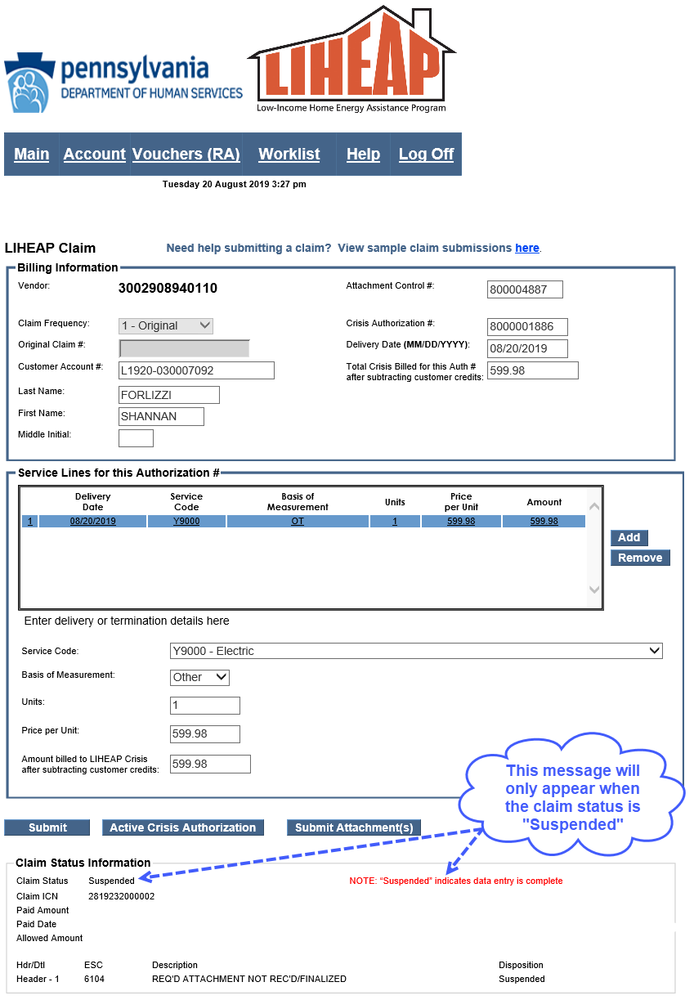 pennsylvania
DEPARTMENT OF HUMAN SERVICES
LIHEAP
Low-Income Home Energy Assistance Program
Main Account Vouchers (RA) Worklist Help Log Off
Tuesday 20 August 2019 3:27 pm
LIHEAP Claim Need help submitting a claim? View sample claim submissions here.
Billing Information
Vendor: 3002908940110 Attachment Control #: 800004887
Claim Frequency: 1 - Original Crisis Authorization #: 8000001886
Original Claim #: Delivery Date (MM/DD/YYYY): 08/20/2019
Customer Account #: L1920-030007092 Total Crisis Billed for this Auth # after subtracting customer credits: 599.98
Last Name: FORLIZZI
First Name: SHANNAN
Middle Initial:
Service Lines for this Authorization #
Delivery Date Service Code Basis of Measurement Units Price per Unit Amount
1 08/20/2019 Y9000 OT 1 599.98 599.98
Add
Remove
Enter delivery or termination details here
Service Code: Y9000 - Electric
Basis of Measurement: Other
Units: 1
Price per Unit: 599.98
Amount billed to LIHEAP Crisis
after subtracting customer credits: 599.98
This message will
only appear when
the claim status is
"Suspended"
Submit Active Crisis Authorization Submit Attachment(s)
Claim Status Information
Claim Status Suspended NOTE: “Suspended” indicates data entry is complete
Claim ICN 2819232000002
Paid Amount
Paid Date
Allowed Amount
Hdr/Dtl ESC Description Disposition
Header - 1 6104 REQ'D ATTACHMENT NOT REC'D/FINALIZED Suspended